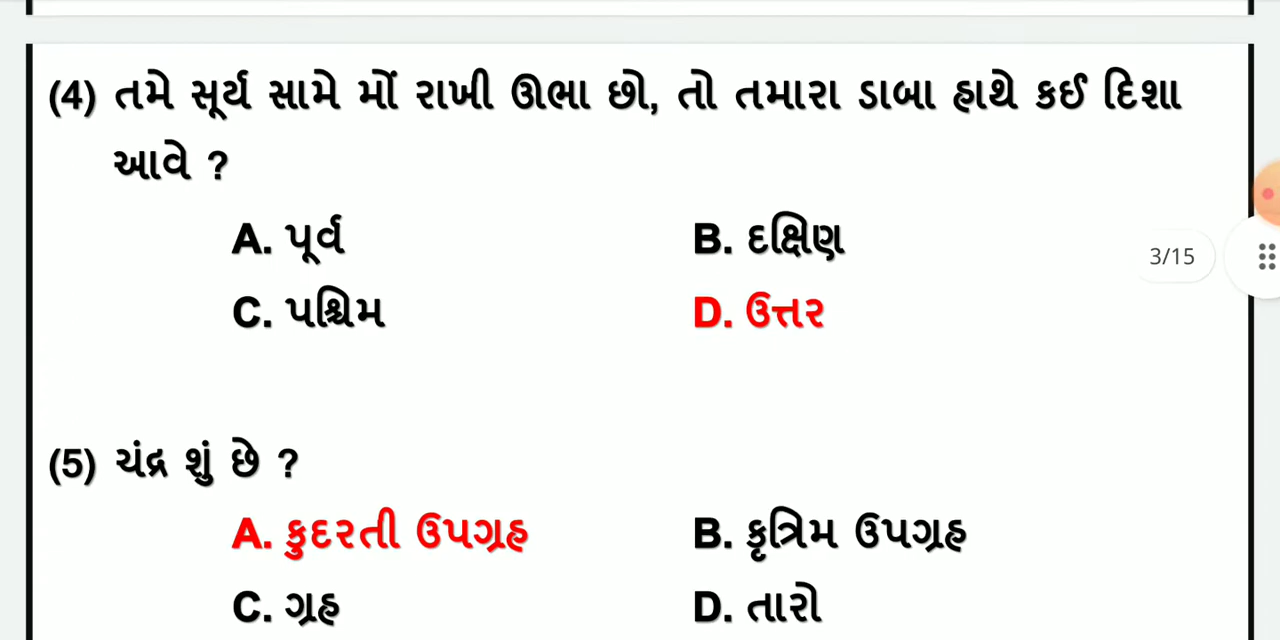 (4) તમે સૂર્ય સામે મોં રાખી ઊભા છો, તો તમારા ડાબા હાથે કઈ દિશા
આવે ?
A. પૂર્વ B. દક્ષિણ
3/15
C. પશ્ચિમ D. ઉત્તર
(5) ચંદ્ર શું છે ?
A. કુદરતી ઉપગ્રહ B. કૃત્રિમ ઉપગ્રહ
C. ગ્રહ D. તારો